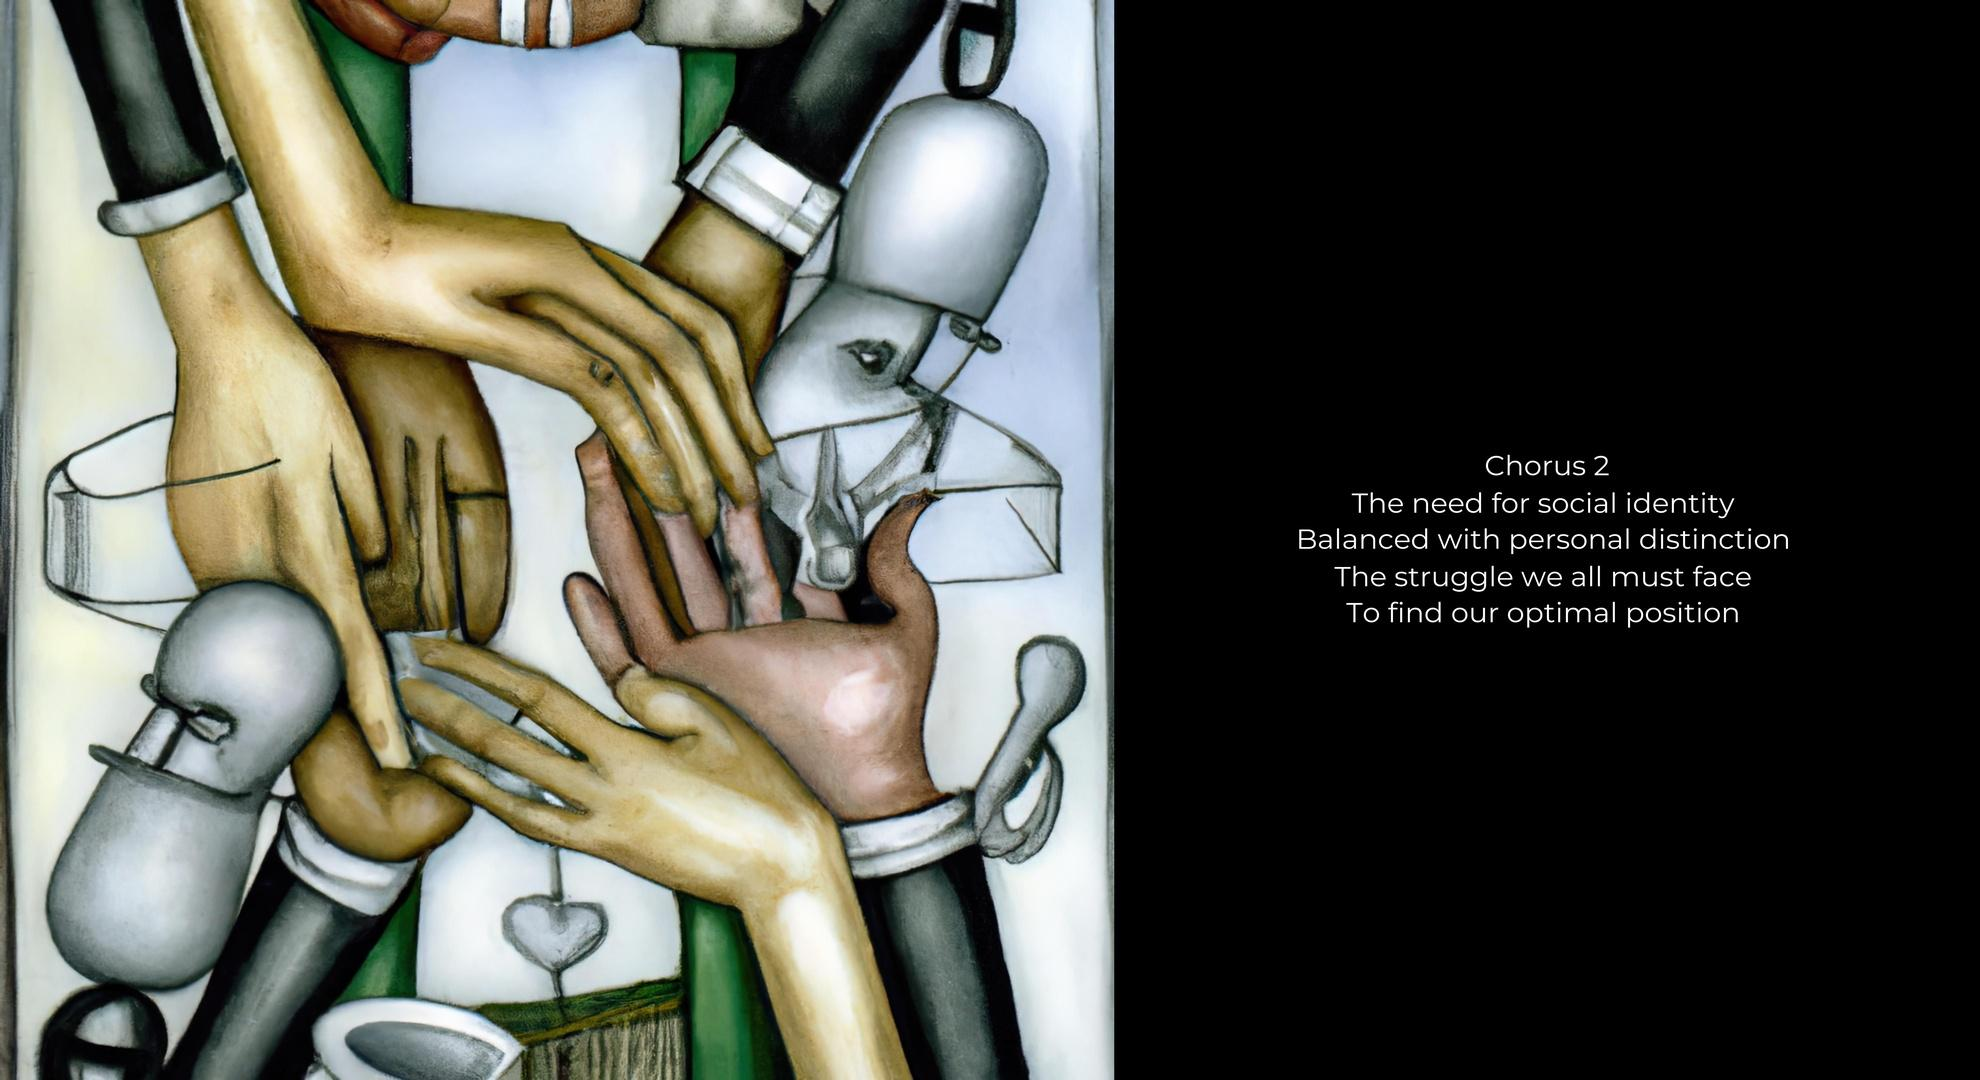 Chorus 2
The need for social identity
Balanced with personal distinction
The struggle we all must face
To find our optimal position